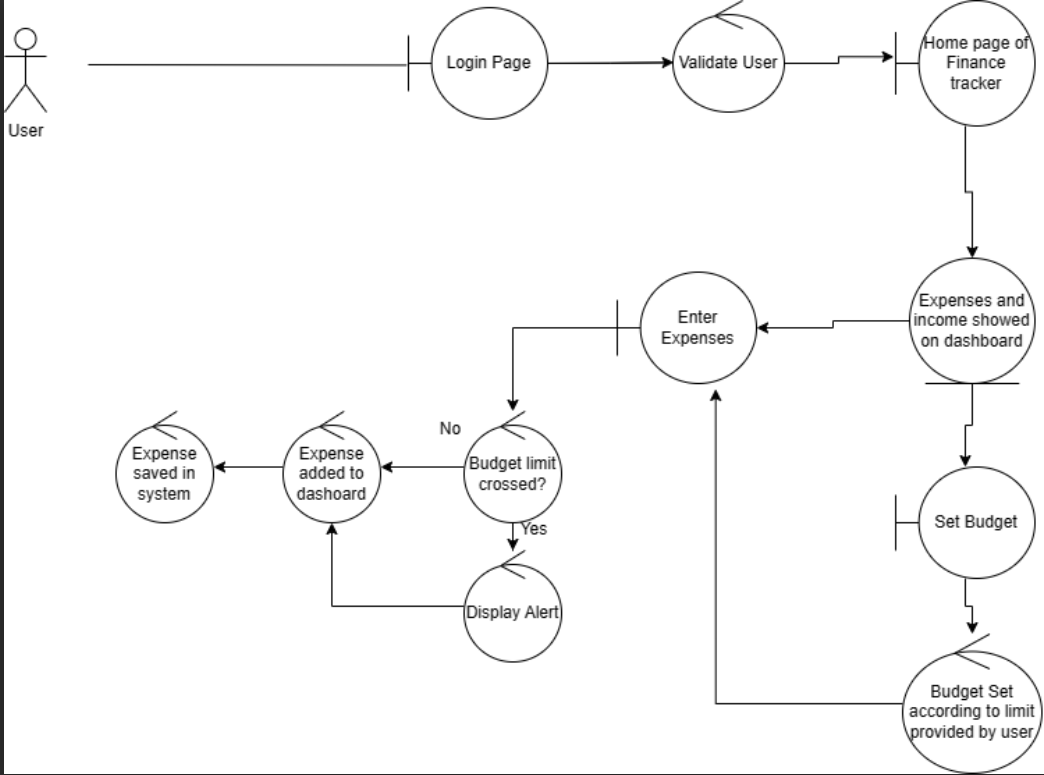 User
Login Page
Validate User
Home page of
Finance
tracker
Expenses and
income showed
on dashboard
Enter
Expenses
Set Budget
Budget Set
according to limit
provided by user
Budget limit
crossed?
No
Yes
Expense
added to
dashoard
Expense
saved in
system
Display Alert